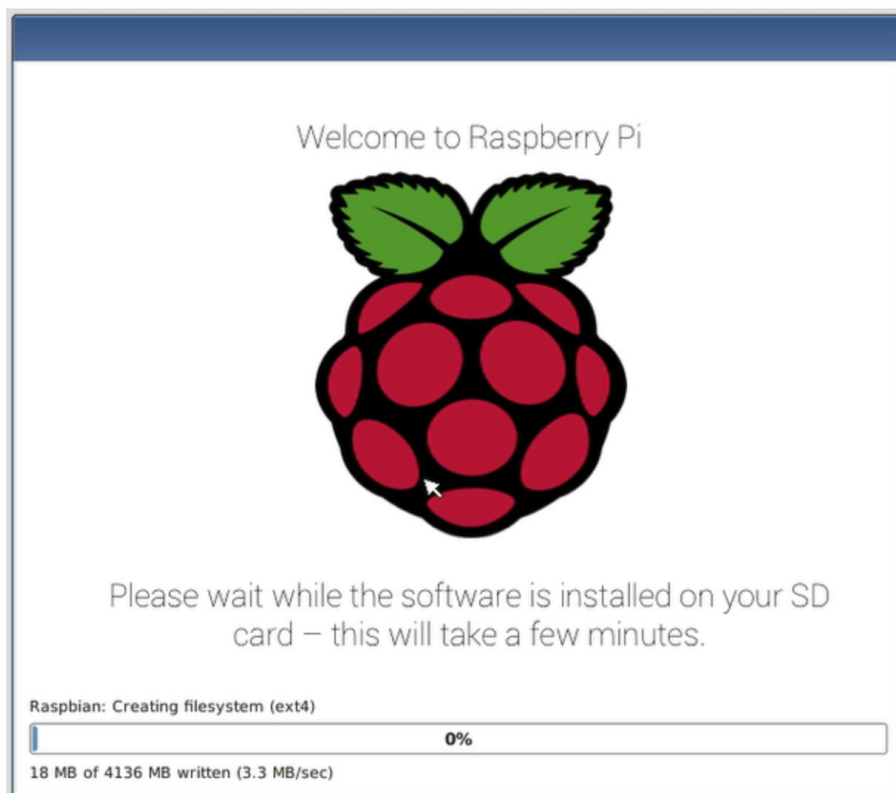 Welcome to Raspberry Pi
Please wait while the software is installed on your SD
card – this will take a few minutes.
Raspbian: Creating filesystem (ext4)
0%
18 MB of 4136 MB written (3.3 MB/sec)